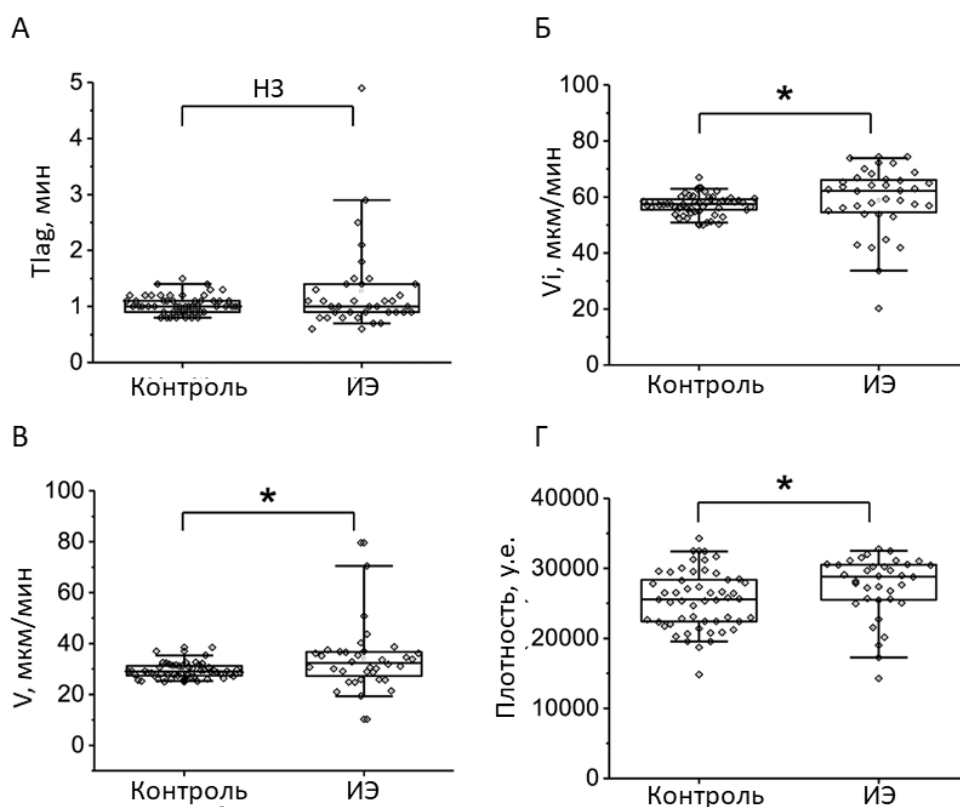 А
Tlag, мин
5
4
3
2
1
0
НЗ
Контроль
ИЭ
Б
Vi, мкм/мин
100
80
60
40
20
0
*
Контроль
ИЭ
В
V, мкм/мин
100
80
60
40
20
0
*
Контроль
ИЭ
Г
Плотность, у.е.
40000
30000
20000
10000
0
*
Контроль
ИЭ